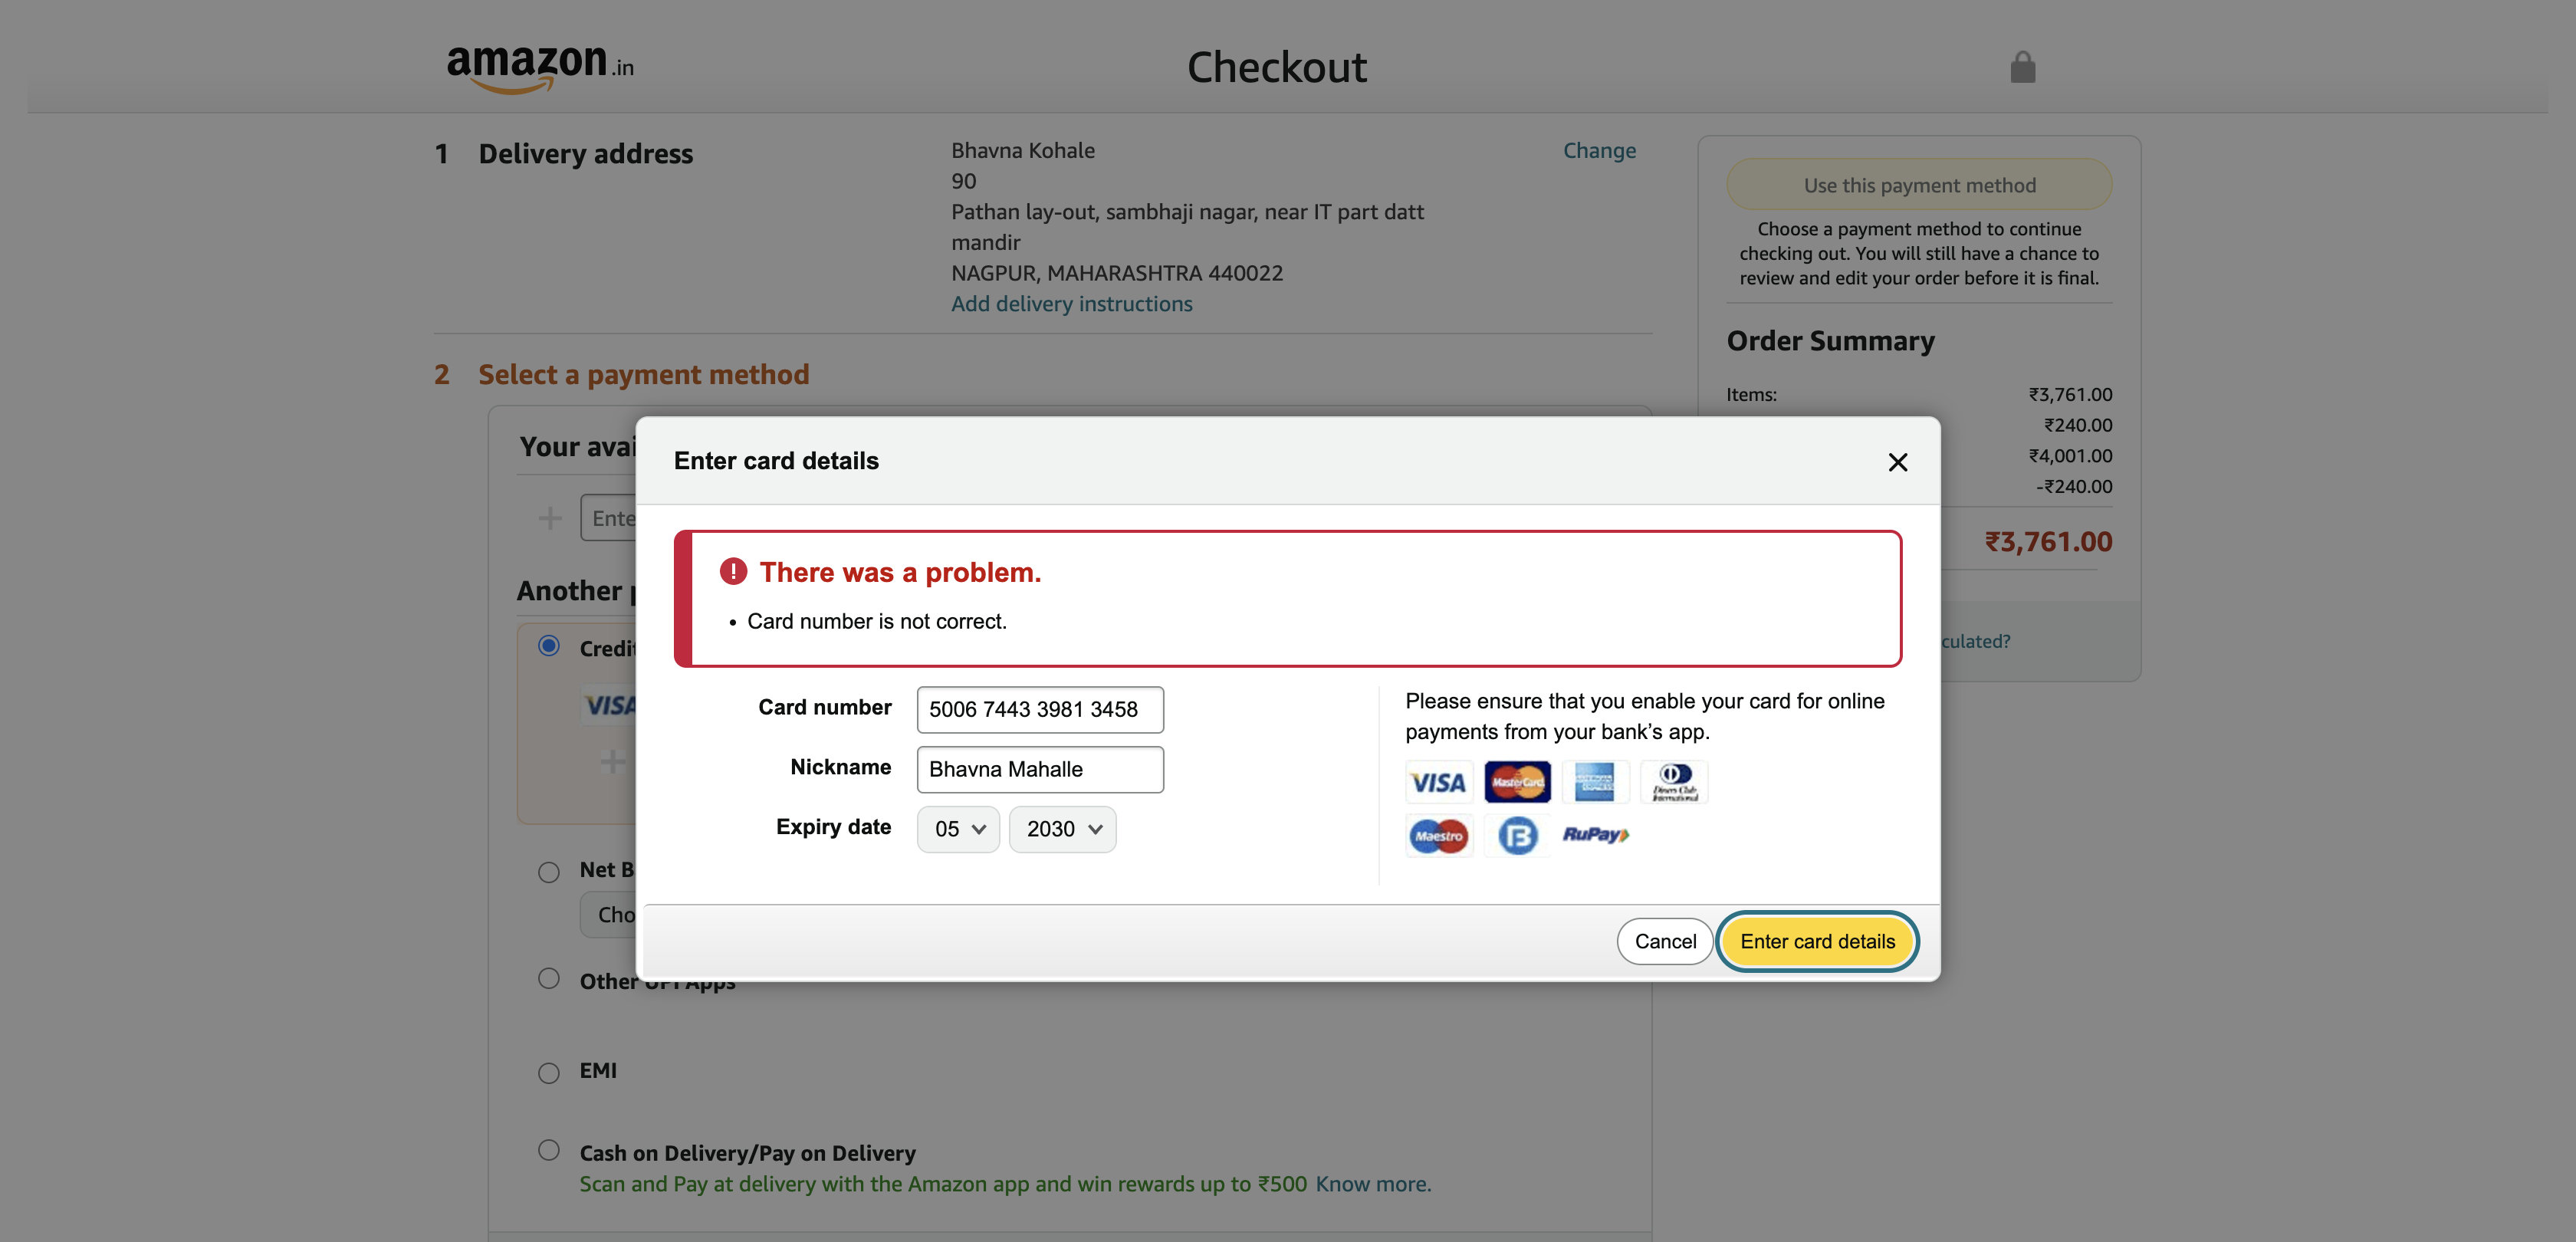 amazon.in
Checkout
1 Delivery address
Bhavna Kohale
90
Pathan lay-out, sambhaji nagar, near IT part datt
mandir
NAGPUR, MAHARASHTRA 440022
Add delivery instructions
Change
Use this payment method
Choose a payment method to continue
checking out. You will still have a chance to
review and edit your order before it is final.
Order Summary
Items: ₹3,761.00
₹240.00
₹4,001.00
-₹240.00
₹3,761.00
2 Select a payment method
Your
Another
VISA
Net
Enter card details
There was a problem.
• Card number is not correct.
Card number 5006 7443 3981 3458
Nickname Bhavna Mahalle
Expiry date 05 2030
Please ensure that you enable your card for online
payments from your bank’s app.
VISA MasterCard AMERICAN EXPRESS Diners Club International
Maestro B RuPay
Cancel Enter card details
Other UPI Apps
EMI
Cash on Delivery/Pay on Delivery
Scan and Pay at delivery with the Amazon app and win rewards up to ₹500 Know more.